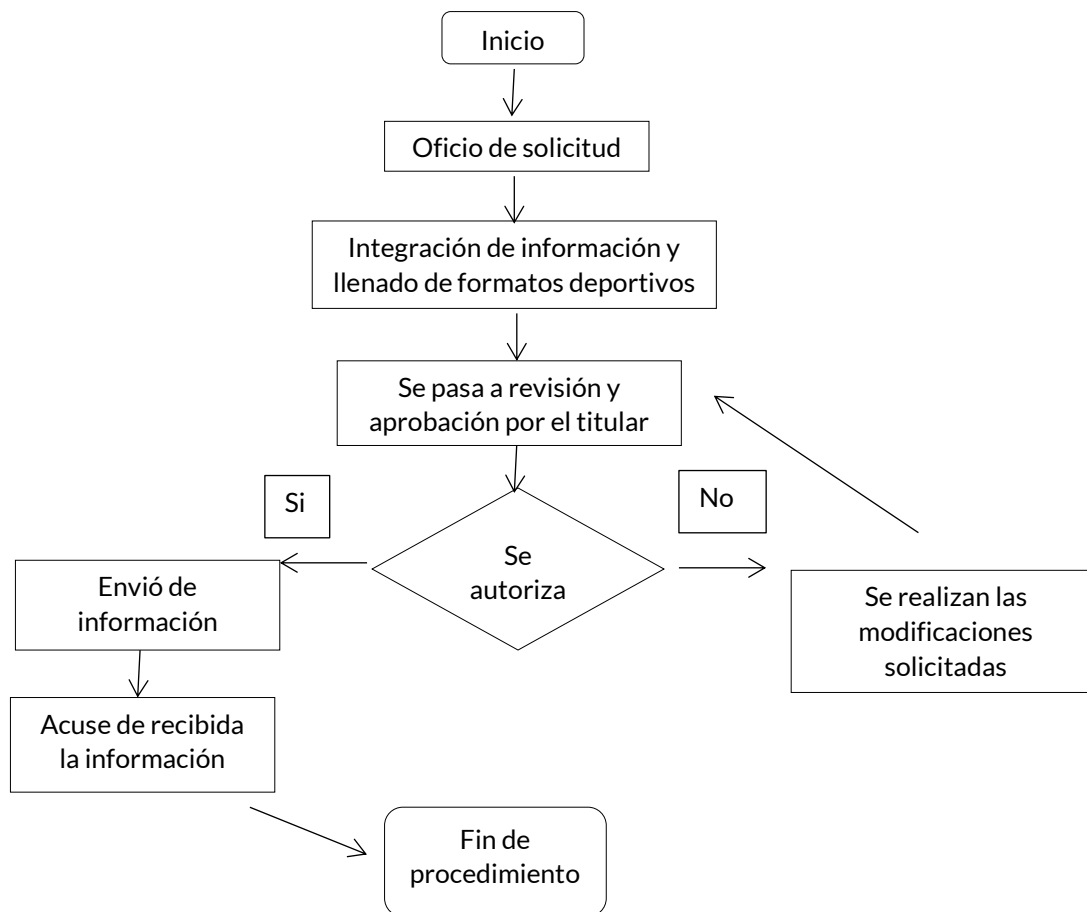 Inicio
Oficio de solicitud
Integración de información y
llenado de formatos deportivos
Se pasa a revisión y
aprobación por el titular
Si
No
Se
autoriza
Envió de
información
Se realizan las
modificaciones
solicitadas
Acuse de recibida
la información
Fin de
procedimiento